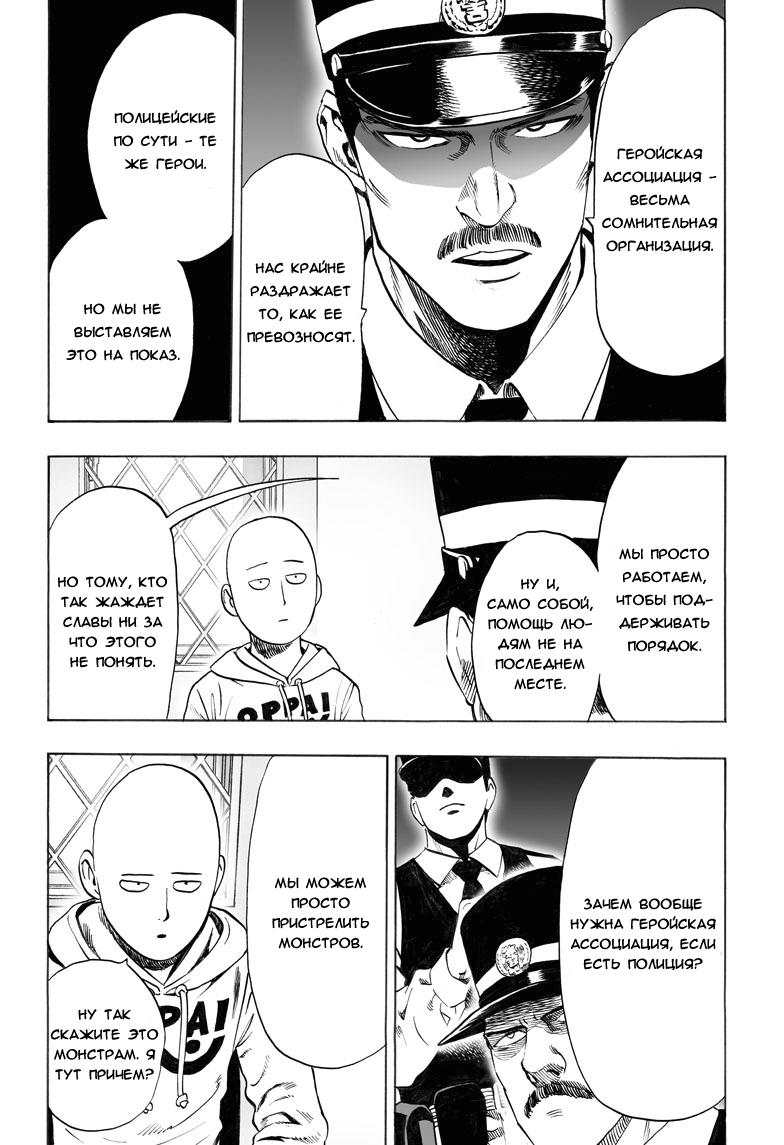 ГЕРОЙСКАЯ
АССОЦИАЦИЯ –
ВЕСЬМА
СОМНИТЕЛЬНАЯ
ОРГАНИЗАЦИЯ.
НАС КРАЙНЕ
РАЗДРАЖАЕТ
ТО, КАК ЕЕ
ПРЕВОЗНОСЯТ.
ПОЛИЦЕЙСКИЕ
ПО СУТИ – ТЕ
ЖЕ ГЕРОИ.
НО МЫ НЕ
ВЫСТАВЛЯЕМ
ЭТО НА ПОКАЗ.
МЫ ПРОСТО
РАБОТАЕМ,
ЧТОБЫ ПОД-
ДЕРЖИВАТЬ
ПОРЯДОК.
НУ И,
САМО СОБОЙ,
ПОМОЩЬ ЛЮ-
ДЯМ НЕ НА
ПОСЛЕДНЕМ
МЕСТЕ.
НО ТОМУ, КТО
ТАК ЖАЖДЕТ
СЛАВЫ НИ ЗА
ЧТО ЭТОГО
НЕ ПОНЯТЬ.
OPPAI
ЗАЧЕМ ВООБЩЕ
НУЖНА ГЕРОЙСКАЯ
АССОЦИАЦИЯ, ЕСЛИ
ЕСТЬ ПОЛИЦИЯ?
МЫ МОЖЕМ
ПРОСТО
ПРИСТРЕЛИТЬ
МОНСТРОВ.
НУ ТАК
СКАЖИТЕ ЭТО
МОНСТРАМ. Я
ТУТ ПРИЧЕМ?
PAI